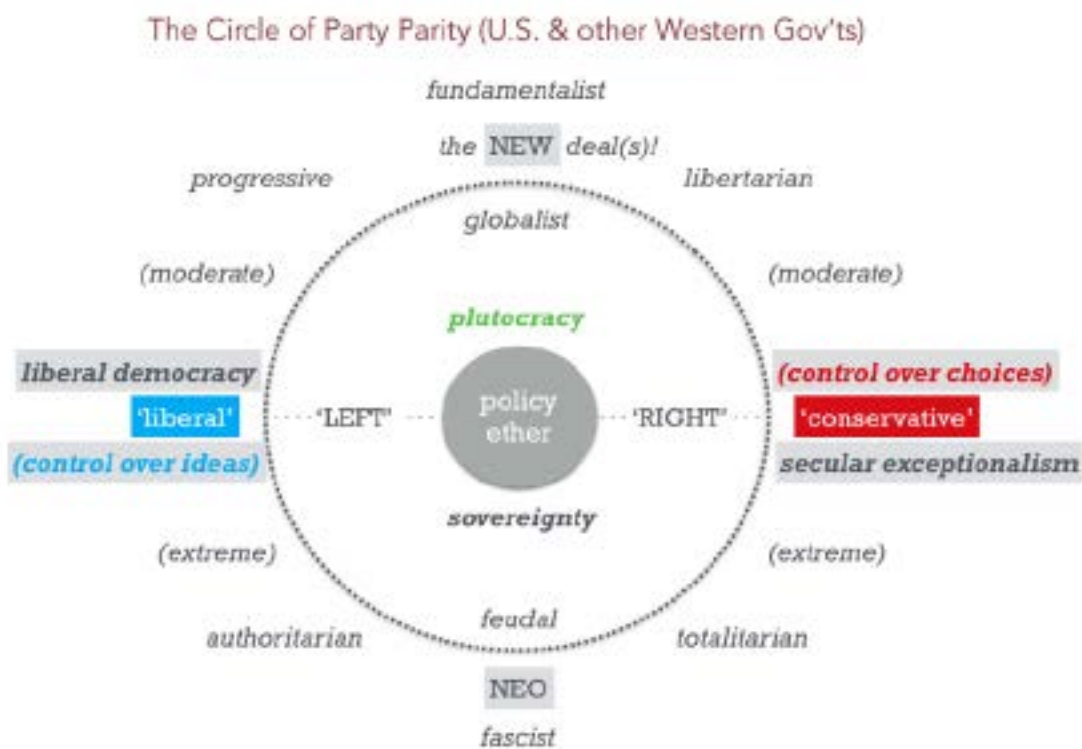 The Circle of Party Parity (U.S. & other Western Gov'ts)
fundamentalist
the NEW deal(s)!
progressive
libertarian
globalist
(moderate)
(moderate)
plutocracy
liberal democracy
(control over choices)
'liberal'
'LEFT'
policy
ether
'RIGHT'
'conservative'
(control over ideas)
secular exceptionalism
sovereignty
(extreme)
(extreme)
feudal
authoritarian
totalitarian
NEO
fascist